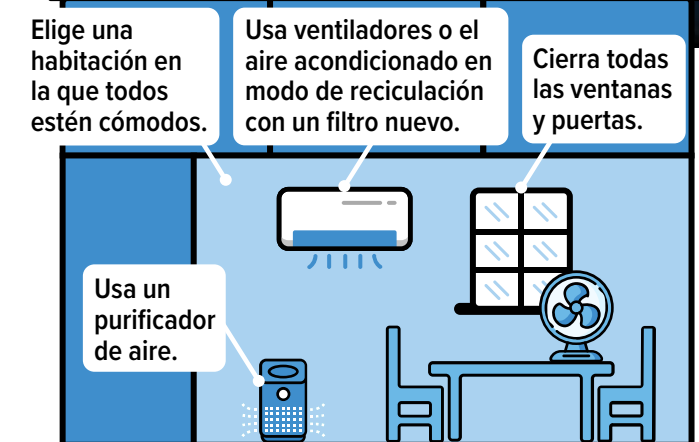 Elige una
habitación en
la que todos
estén cómodos.
Usa ventiladores o el
aire acondicionado en
modo de reciculación
con un filtro nuevo.
Cierra todas
las ventanas
y puertas.
Usa un
purificador
de aire.